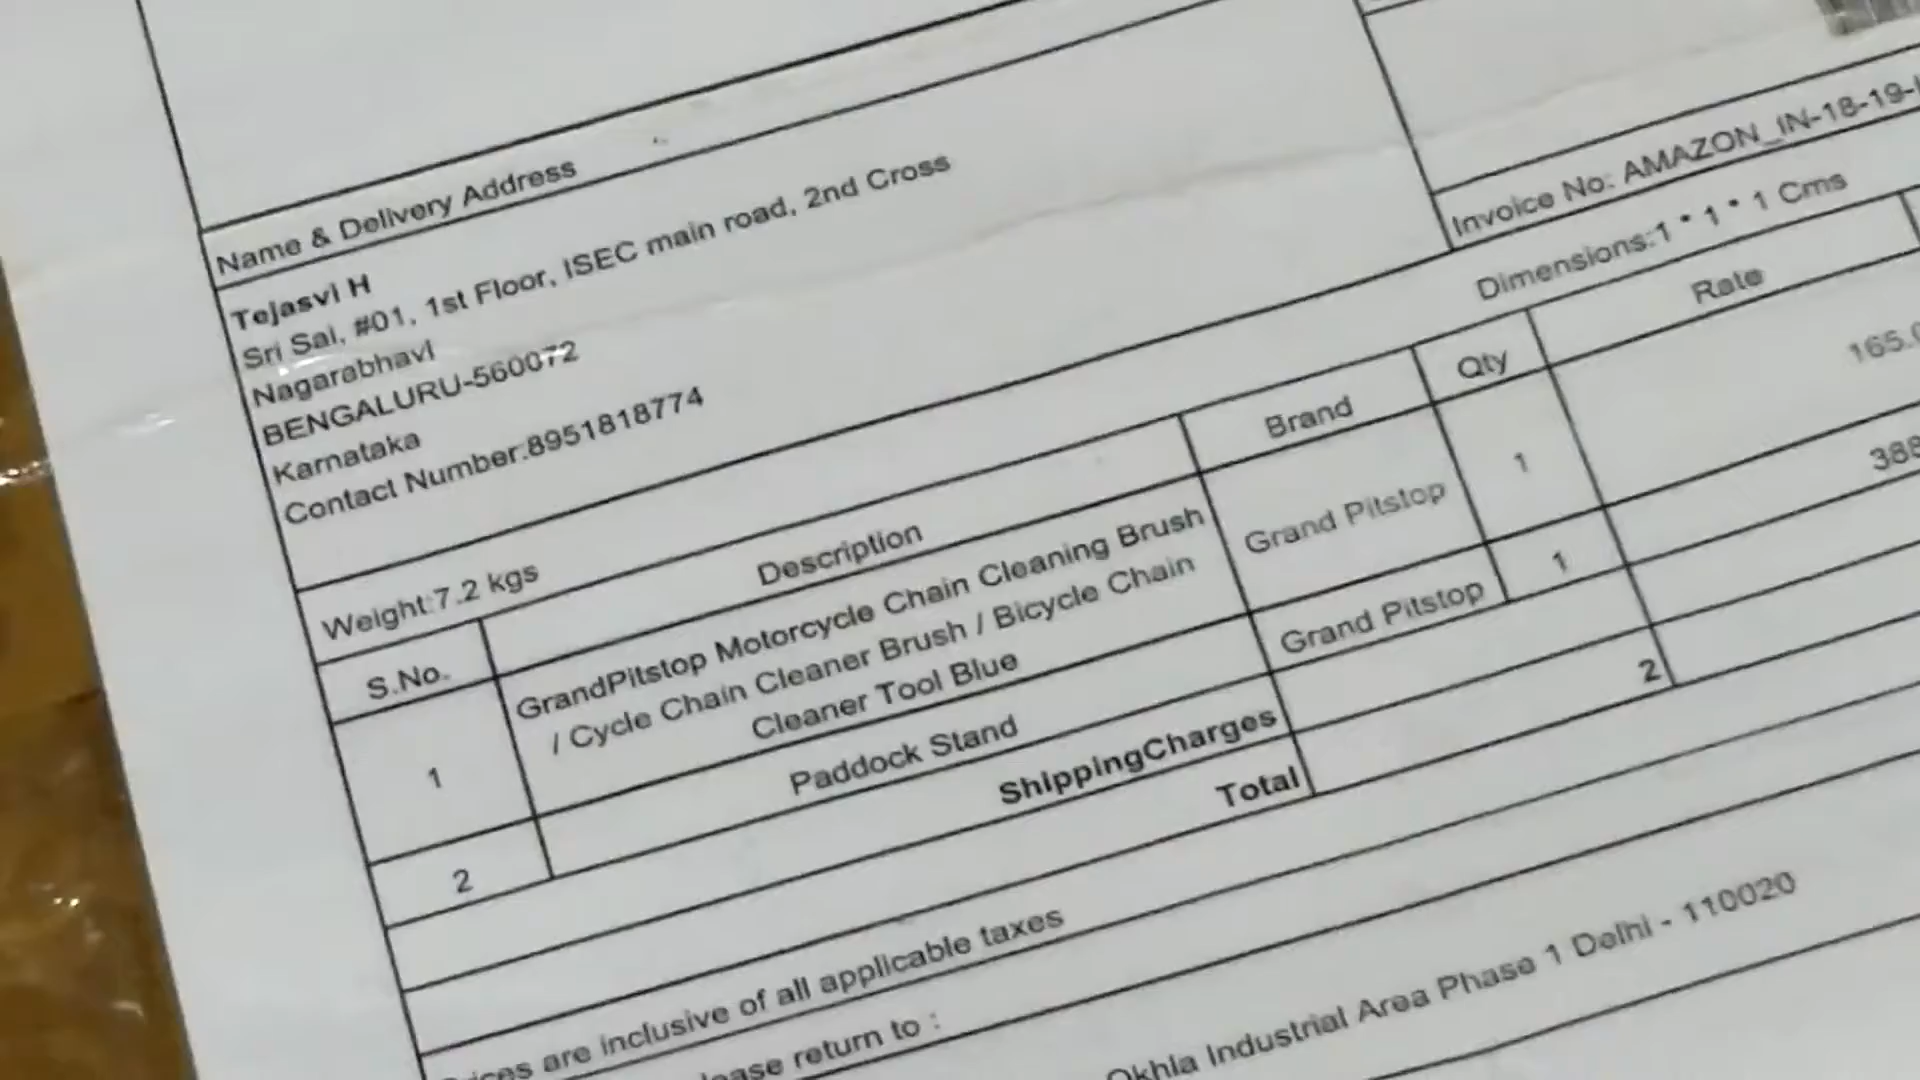 Name & Delivery Address
Tejasvi H
Sri Sai, #01, 1st Floor, ISEC main road, 2nd Cross
Nagarabhavi
BENGALURU-560072
Karnataka
Contact Number:8951818774
Invoice No: AMAZON_IN-18-19-
Weight:7.2 kgs
Dimensions:1 * 1 * 1 Cms
S.No.
Description
Brand
Qty
Rate
1
GrandPitstop Motorcycle Chain Cleaning Brush
/ Cycle Chain Cleaner Brush / Bicycle Chain
Cleaner Tool Blue
Grand Pitstop
1
165.
2
Paddock Stand
Grand Pitstop
1
388
ShippingCharges
Total
2
are inclusive of all applicable taxes
return to :
Okhla Industrial Area Phase 1 Delhi - 110020